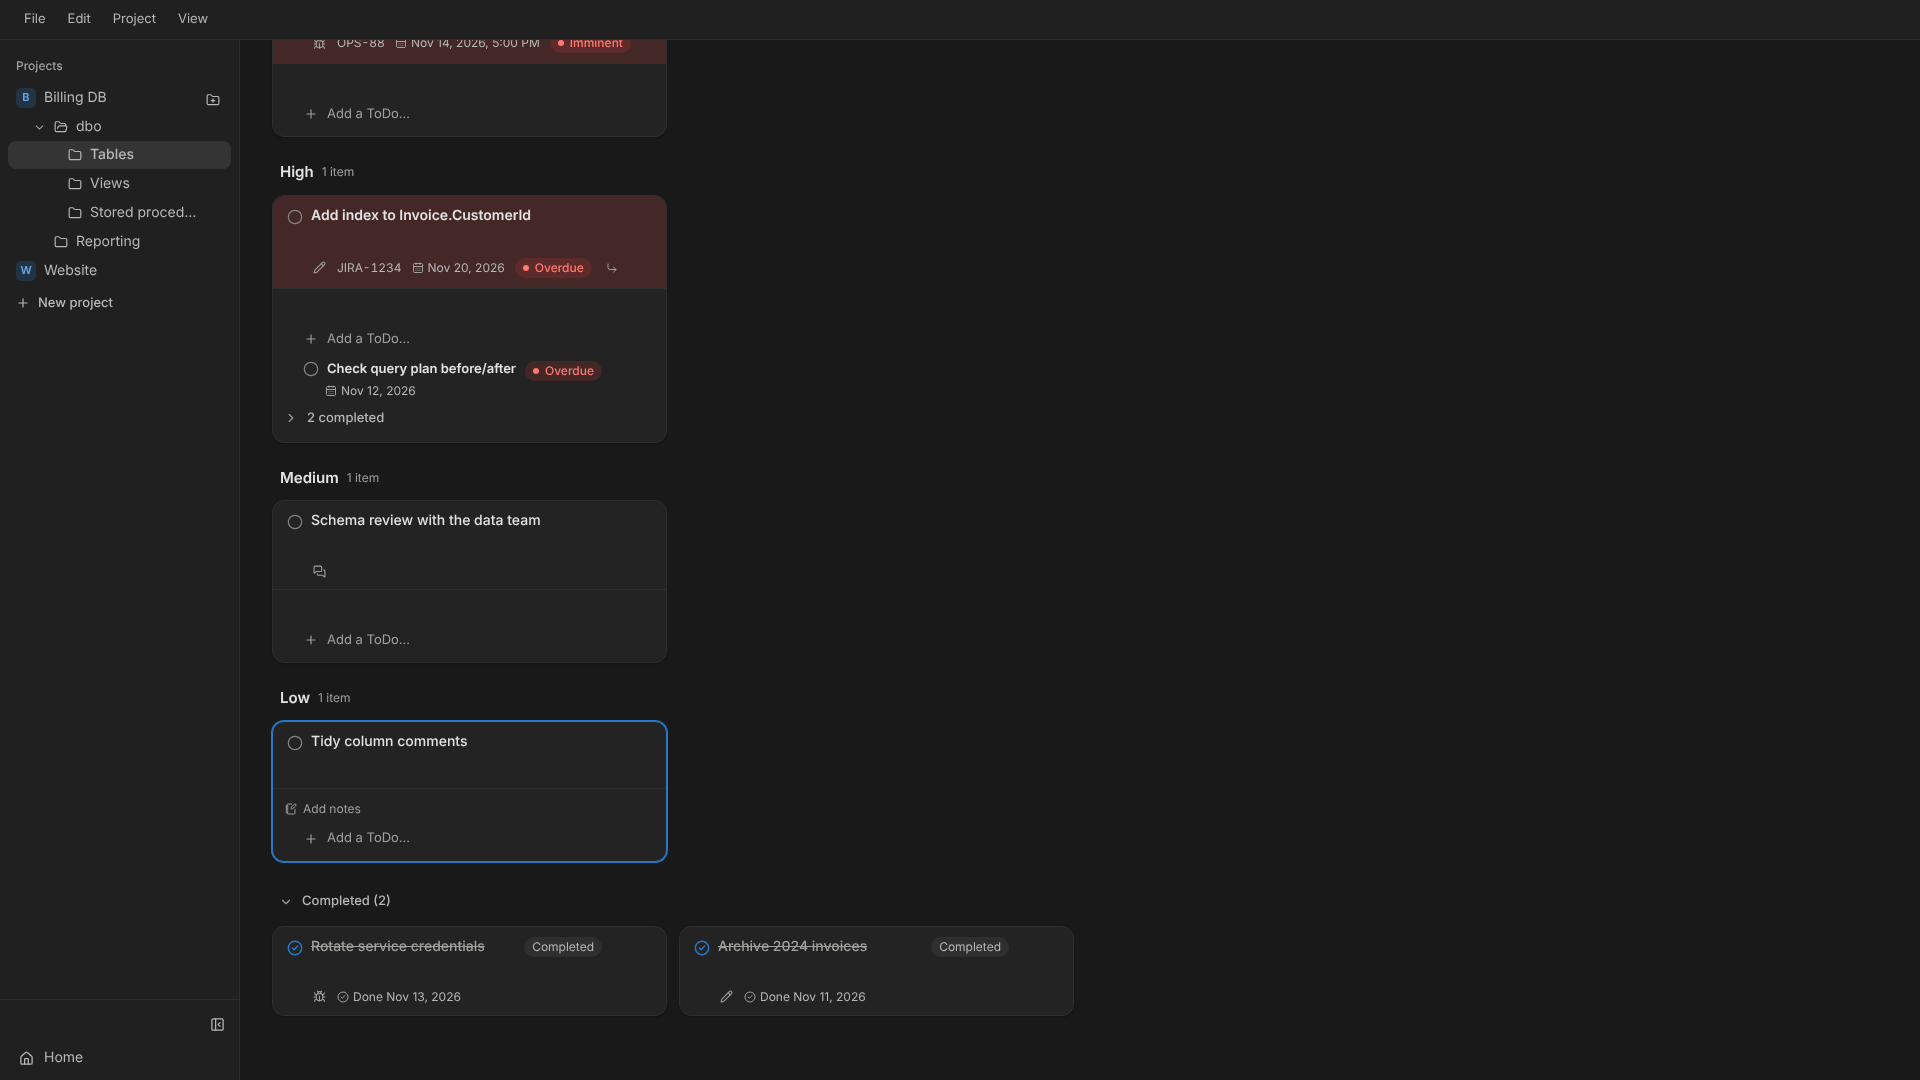 File Edit Project View
Projects
B Billing DB
dbo
Tables
Views
Stored proced...
Reporting
W Website
New project
Home
OPS-88 Nov 14, 2026, 5:00 PM Imminent
Add a ToDo...
High 1 item
Add index to Invoice.CustomerId
JIRA-1234 Nov 20, 2026 Overdue
Add a ToDo...
Check query plan before/after Overdue
Nov 12, 2026
2 completed
Medium 1 item
Schema review with the data team
Add a ToDo...
Low 1 item
Tidy column comments
Add notes
Add a ToDo...
Completed (2)
Rotate service credentials Completed
Done Nov 13, 2026
Archive 2024 invoices Completed
Done Nov 11, 2026